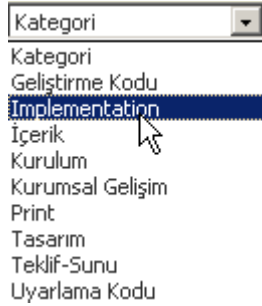 Kategori
Kategori
Geliştirme Kodu
Implementation
İçerik
Kurulum
Kurumsal Gelişim
Print
Tasarım
Teklif-Sunu
Uyarlama Kodu